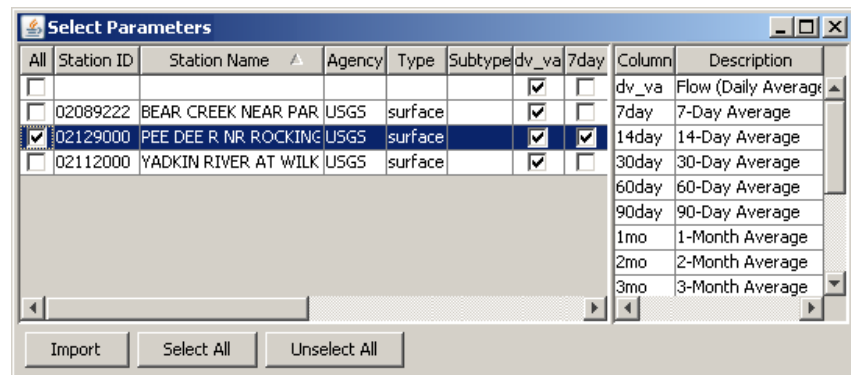 Select Parameters
All Station ID Station Name Agency Type Subtype dv_va 7day Column Description
dv_va Flow (Daily Average
02089222 BEAR CREEK NEAR PAR USGS surface 7day 7-Day Average
02129000 PEE DEE R NR ROCKING USGS surface 14day 14-Day Average
02112000 YADKIN RIVER AT WILK USGS surface 30day 30-Day Average
60day 60-Day Average
90day 90-Day Average
1mo 1-Month Average
2mo 2-Month Average
3mo 3-Month Average
Import Select All Unselect All